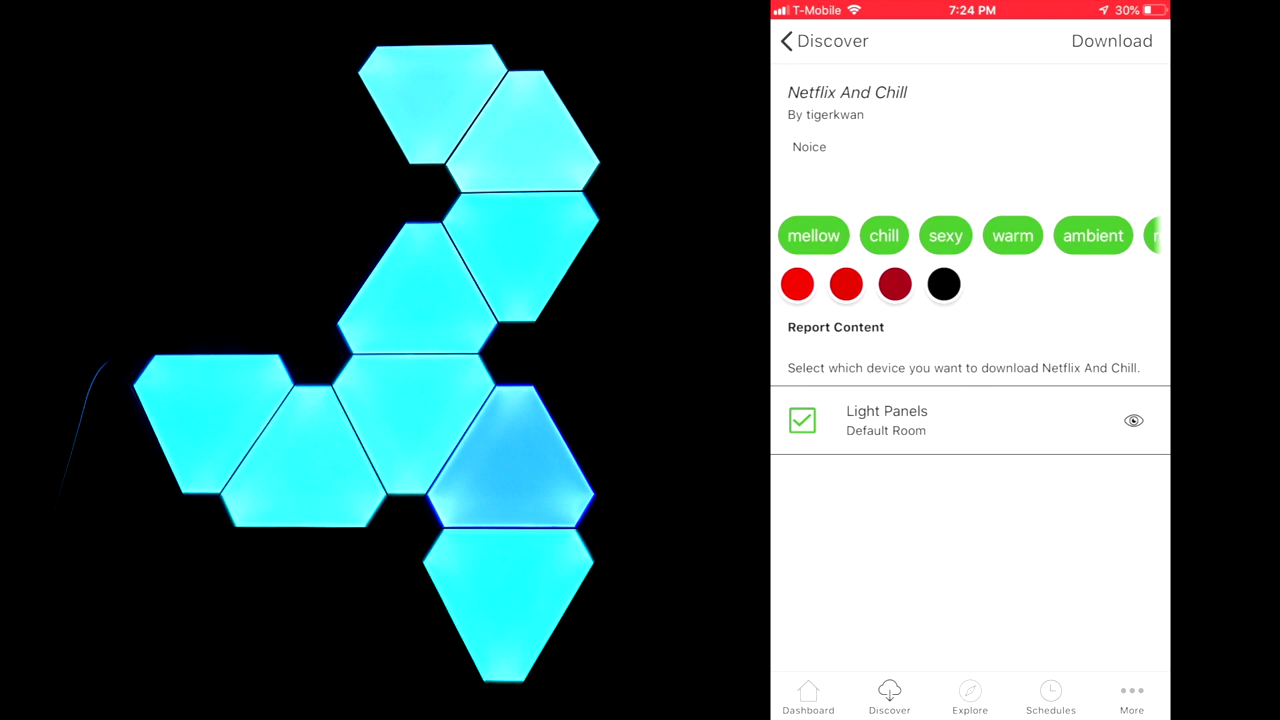 T-Mobile 7:24 PM 30%
Discover Download
Netflix And Chill
By tigerkwan
Noice
mellow chill sexy warm ambient
Report Content
Select which device you want to download Netflix And Chill.
Light Panels
Default Room
Dashboard Discover Explore Schedules More